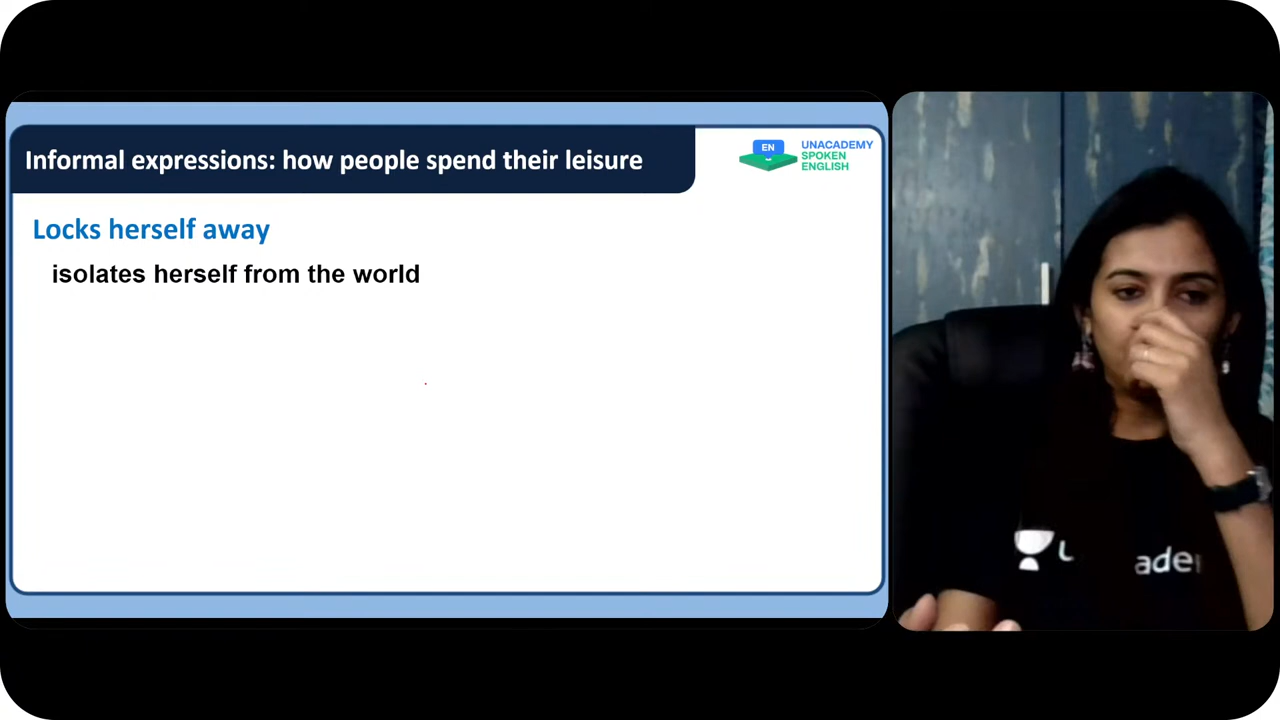 Informal expressions: how people spend their leisure
EN
UNACADEMY
SPOKEN
ENGLISH
Locks herself away
isolates herself from the world